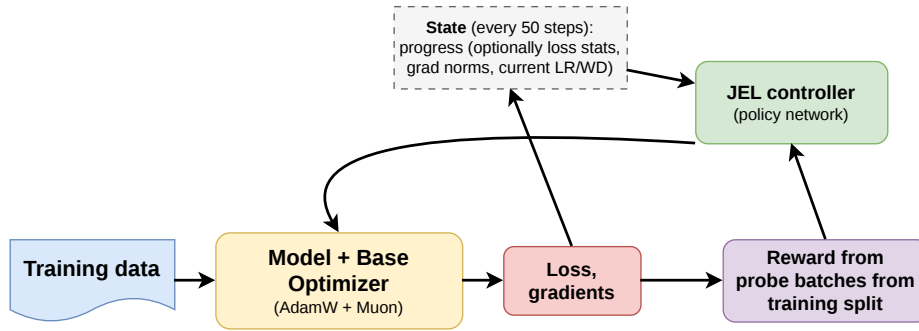 State (every 50 steps):
progress (optionally loss stats,
grad norms, current LR/WD)
JEL controller
(policy network)
Training data
Model + Base
Optimizer
(AdamW + Muon)
Loss,
gradients
Reward from
probe batches from
training split